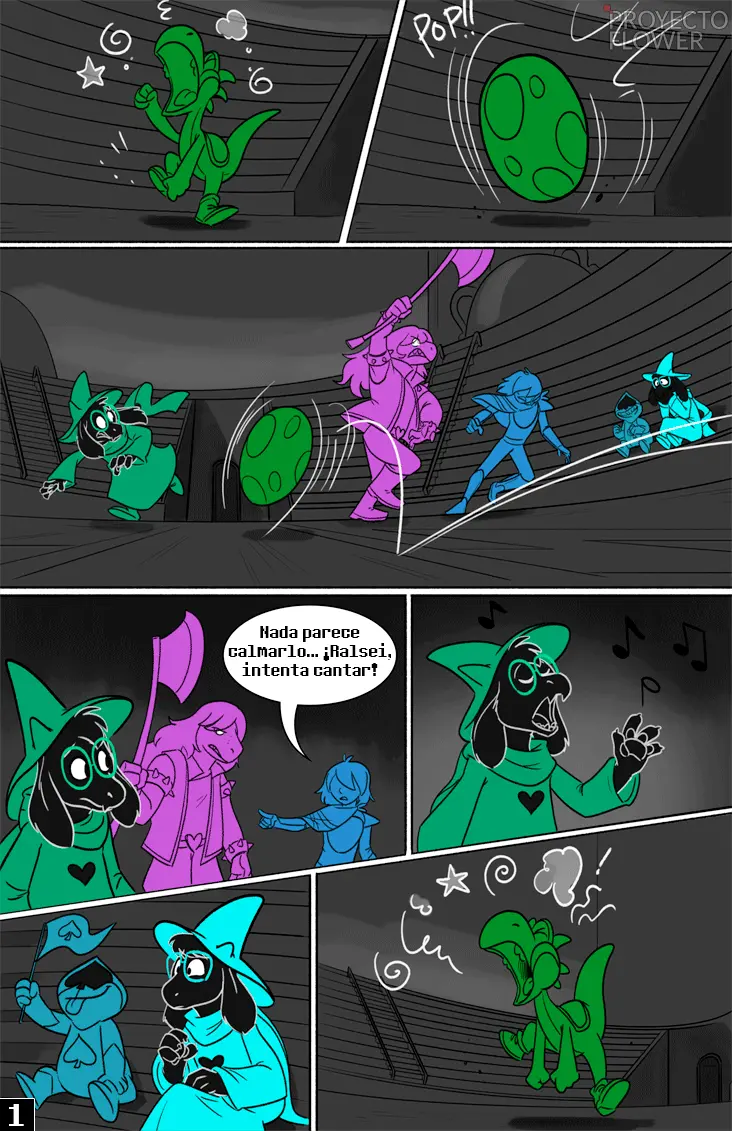 POP!!
PROYECTO
FLOWER
Nada parece
calmarlo... ¡Ralsei,
intenta cantar!
1